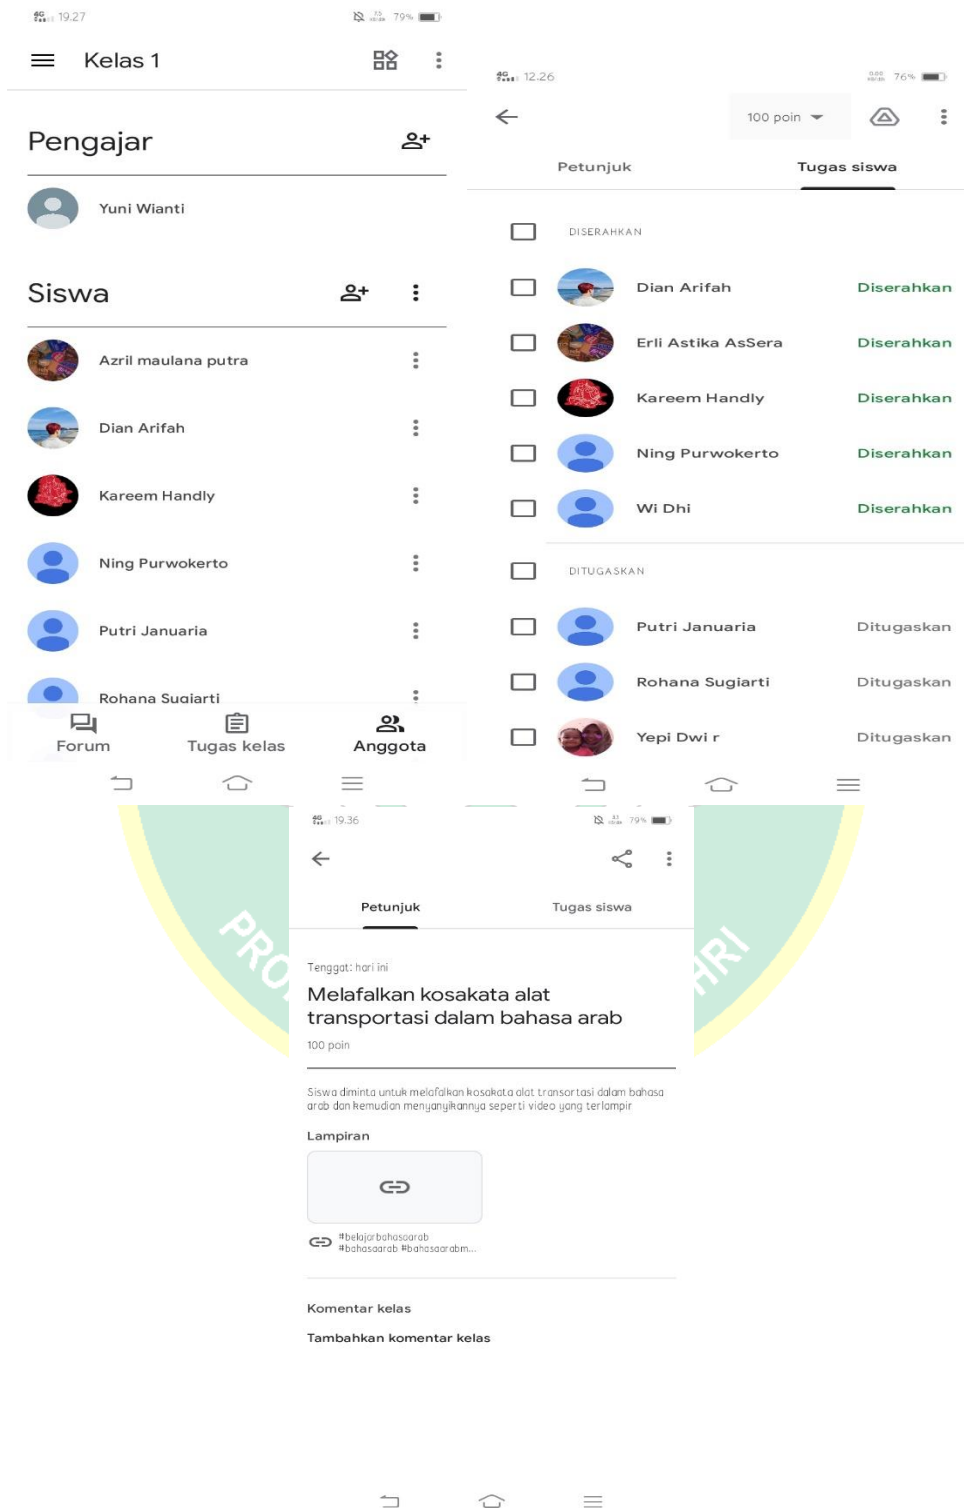 4G 19.27 79%
Kelas 1
Pengajar
Yuni Wianti
Siswa
Azril maulana putra
Dian Arifah
Kareem Handly
Ning Purwokerto
Putri Januaria
Rohana Sugiarti
Forum Tugas kelas Anggota
4G 12.26 76%
100 poin
Petunjuk Tugas siswa
DISERAHKAN
Dian Arifah Diserahkan
Erli Astika AsSera Diserahkan
Kareem Handly Diserahkan
Ning Purwokerto Diserahkan
Wi Dhi Diserahkan
DITUGASKAN
Putri Januaria Ditugaskan
Rohana Sugiarti Ditugaskan
Yepi Dwi r Ditugaskan
4G 19.36 79%
Petunjuk Tugas siswa
Tenggat: hari ini
Melafalkan kosakata alat
transportasi dalam bahasa arab
100 poin
Siswa diminta untuk melafalkan kosakata alat transortasi dalam bahasa
arab dan kemudian menyanyikannya seperti video yang terlampir
Lampiran
#belajarbahasaarab
#bahasaarab #bahasaarabm...
Komentar kelas
Tambahkan komentar kelas